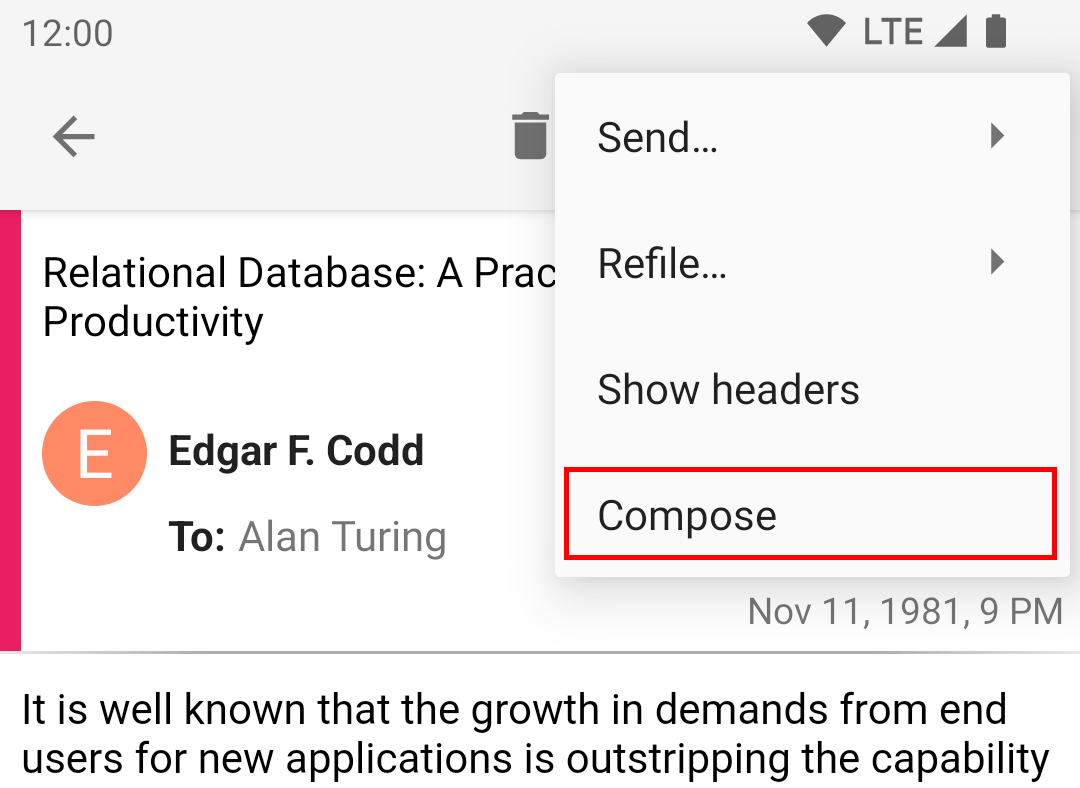 12:00 LTE
Send…
Refile…
Show headers
Compose
Relational Database: A Prac
Productivity
E
Edgar F. Codd
To: Alan Turing
Nov 11, 1981, 9 PM
It is well known that the growth in demands from end
users for new applications is outstripping the capability